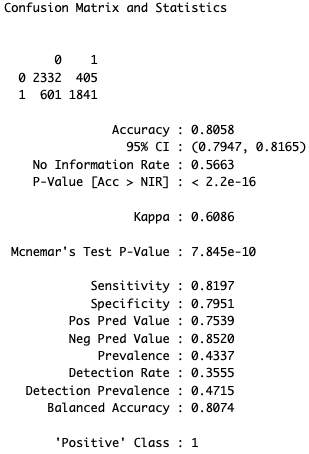 Confusion Matrix and Statistics
0 1
0 2332 405
1 601 1841
Accuracy : 0.8058
95% CI : (0.7947, 0.8165)
No Information Rate : 0.5663
P-Value [Acc > NIR] : < 2.2e-16
Kappa : 0.6086
Mcnemar's Test P-Value : 7.845e-10
Sensitivity : 0.8197
Specificity : 0.7951
Pos Pred Value : 0.7539
Neg Pred Value : 0.8520
Prevalence : 0.4337
Detection Rate : 0.3555
Detection Prevalence : 0.4715
Balanced Accuracy : 0.8074
'Positive' Class : 1